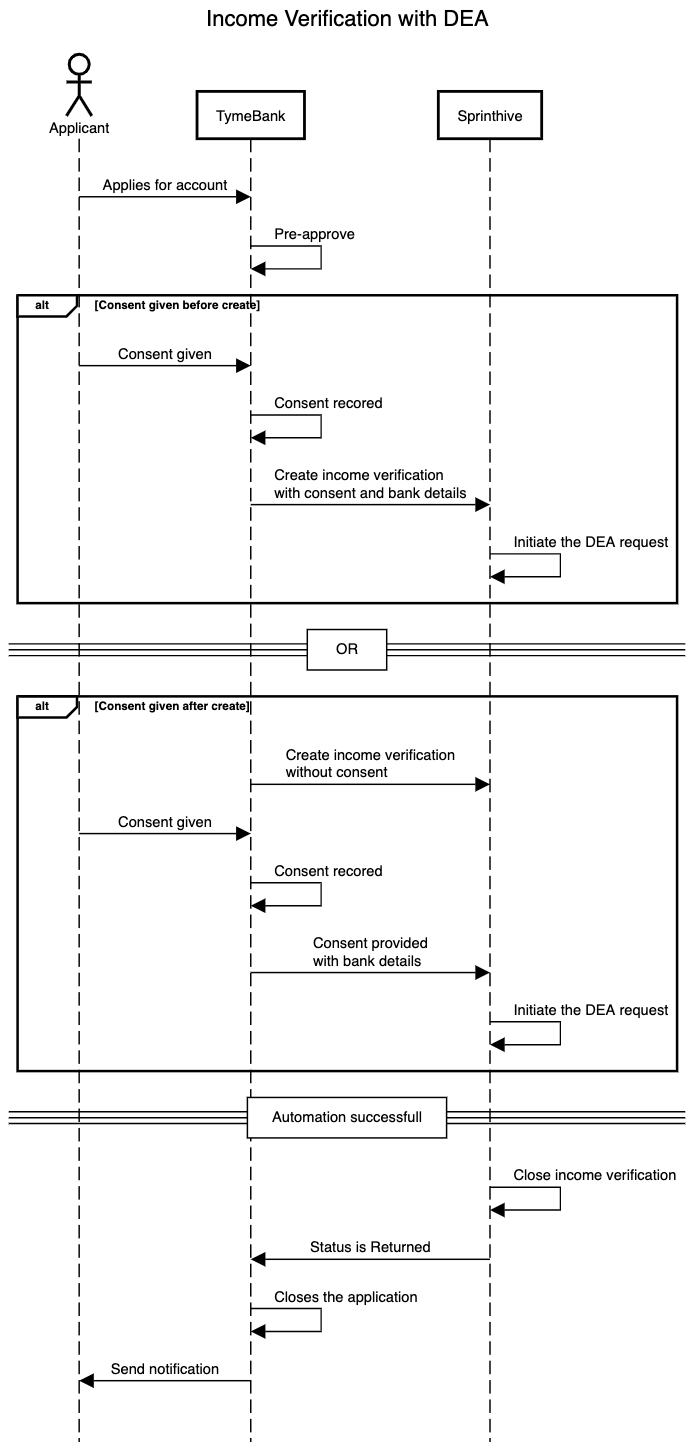 Income Verification with DEA
Applicant
TymeBank
Sprinthive
Applies for account
Pre-approve
alt
[Consent given before create]
Consent given
Consent recored
Create income verification
with consent and bank details
Initiate the DEA request
OR
alt
[Consent given after create]
Create income verification
without consent
Consent given
Consent recored
Consent provided
with bank details
Initiate the DEA request
Automation successfull
Close income verification
Status is Returned
Closes the application
Send notification